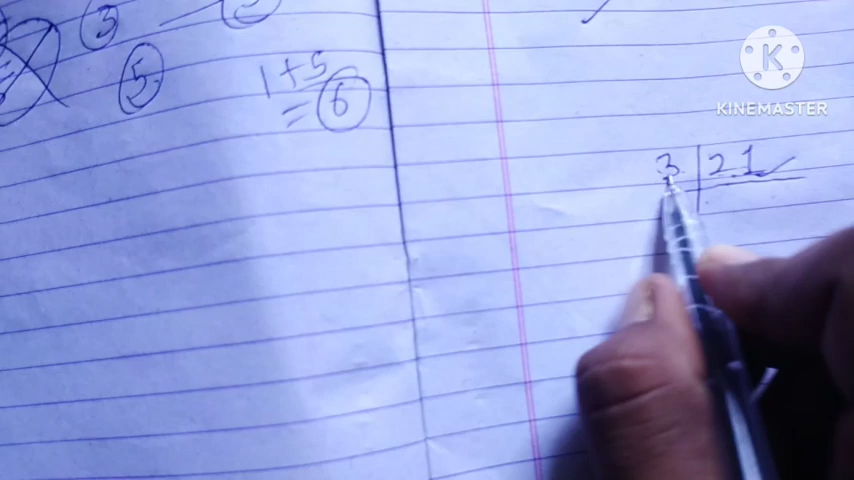 3
5
1+5
= 6
K
KINEMASTER
3 | 21